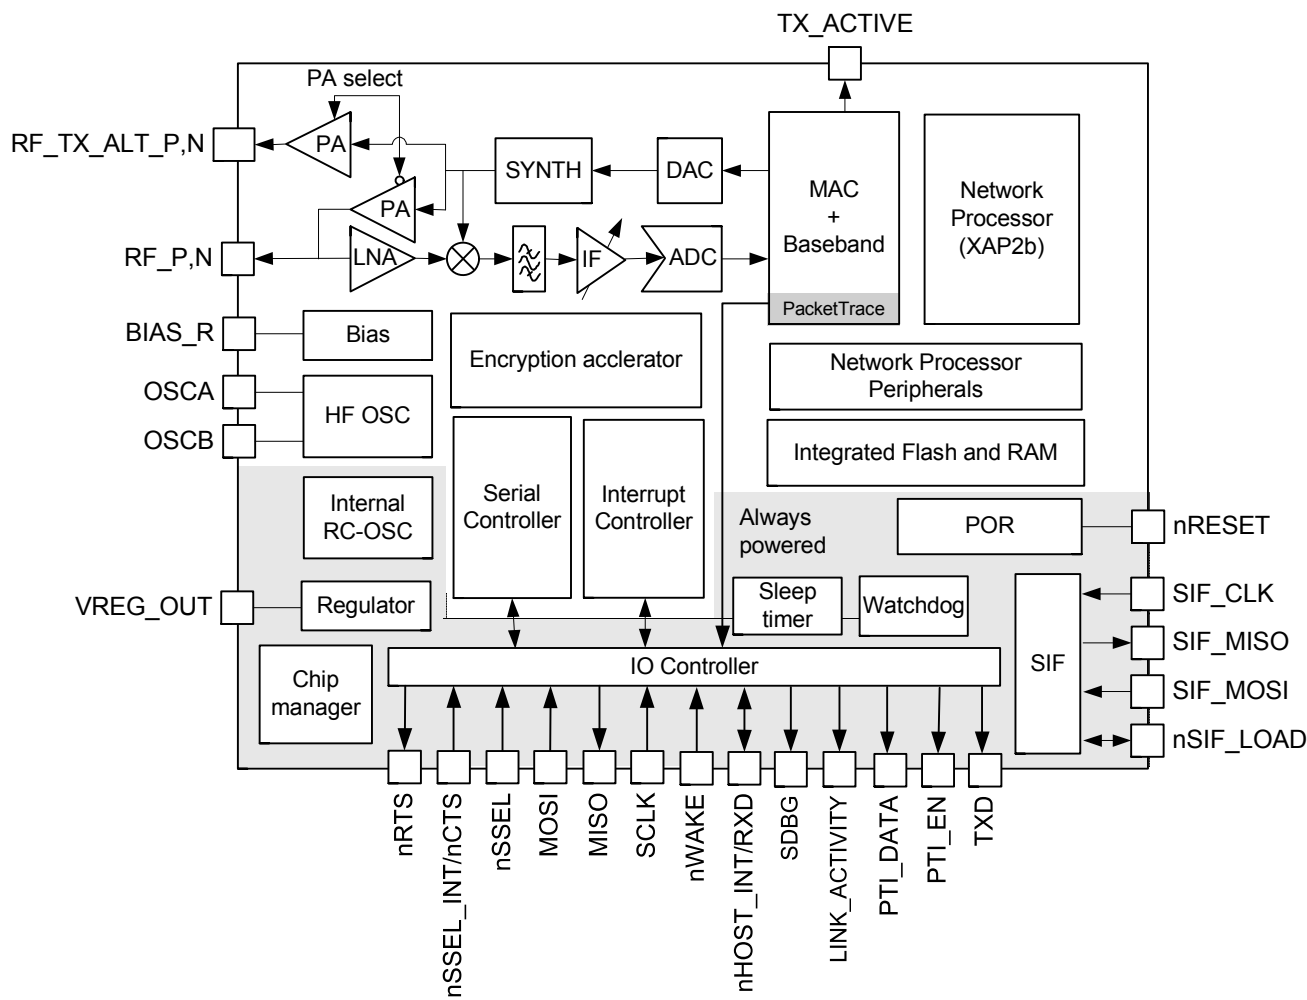 TX_ACTIVE
PA select
RF_TX_ALT_P,N
PA
SYNTH
DAC
MAC
+
Baseband
Network
Processor
(XAP2b)
PA
RF_P,N
LNA
IF
ADC
PacketTrace
BIAS_R
Bias
Encryption acclerator
Network Processor
Peripherals
OSCA
HF OSC
OSCB
Integrated Flash and RAM
Internal
RC-OSC
Serial
Controller
Interrupt
Controller
Always
powered
POR
nRESET
VREG_OUT
Regulator
Sleep
timer
Watchdog
SIF_CLK
SIF_MISO
SIF
SIF_MOSI
nSIF_LOAD
IO Controller
Chip
manager
nRTS
nSSEL_INT/nCTS
nSSEL
MOSI
MISO
SCLK
nWAKE
nHOST_INT/RXD
SDBG
LINK_ACTIVITY
PTI_DATA
PTI_EN
TXD